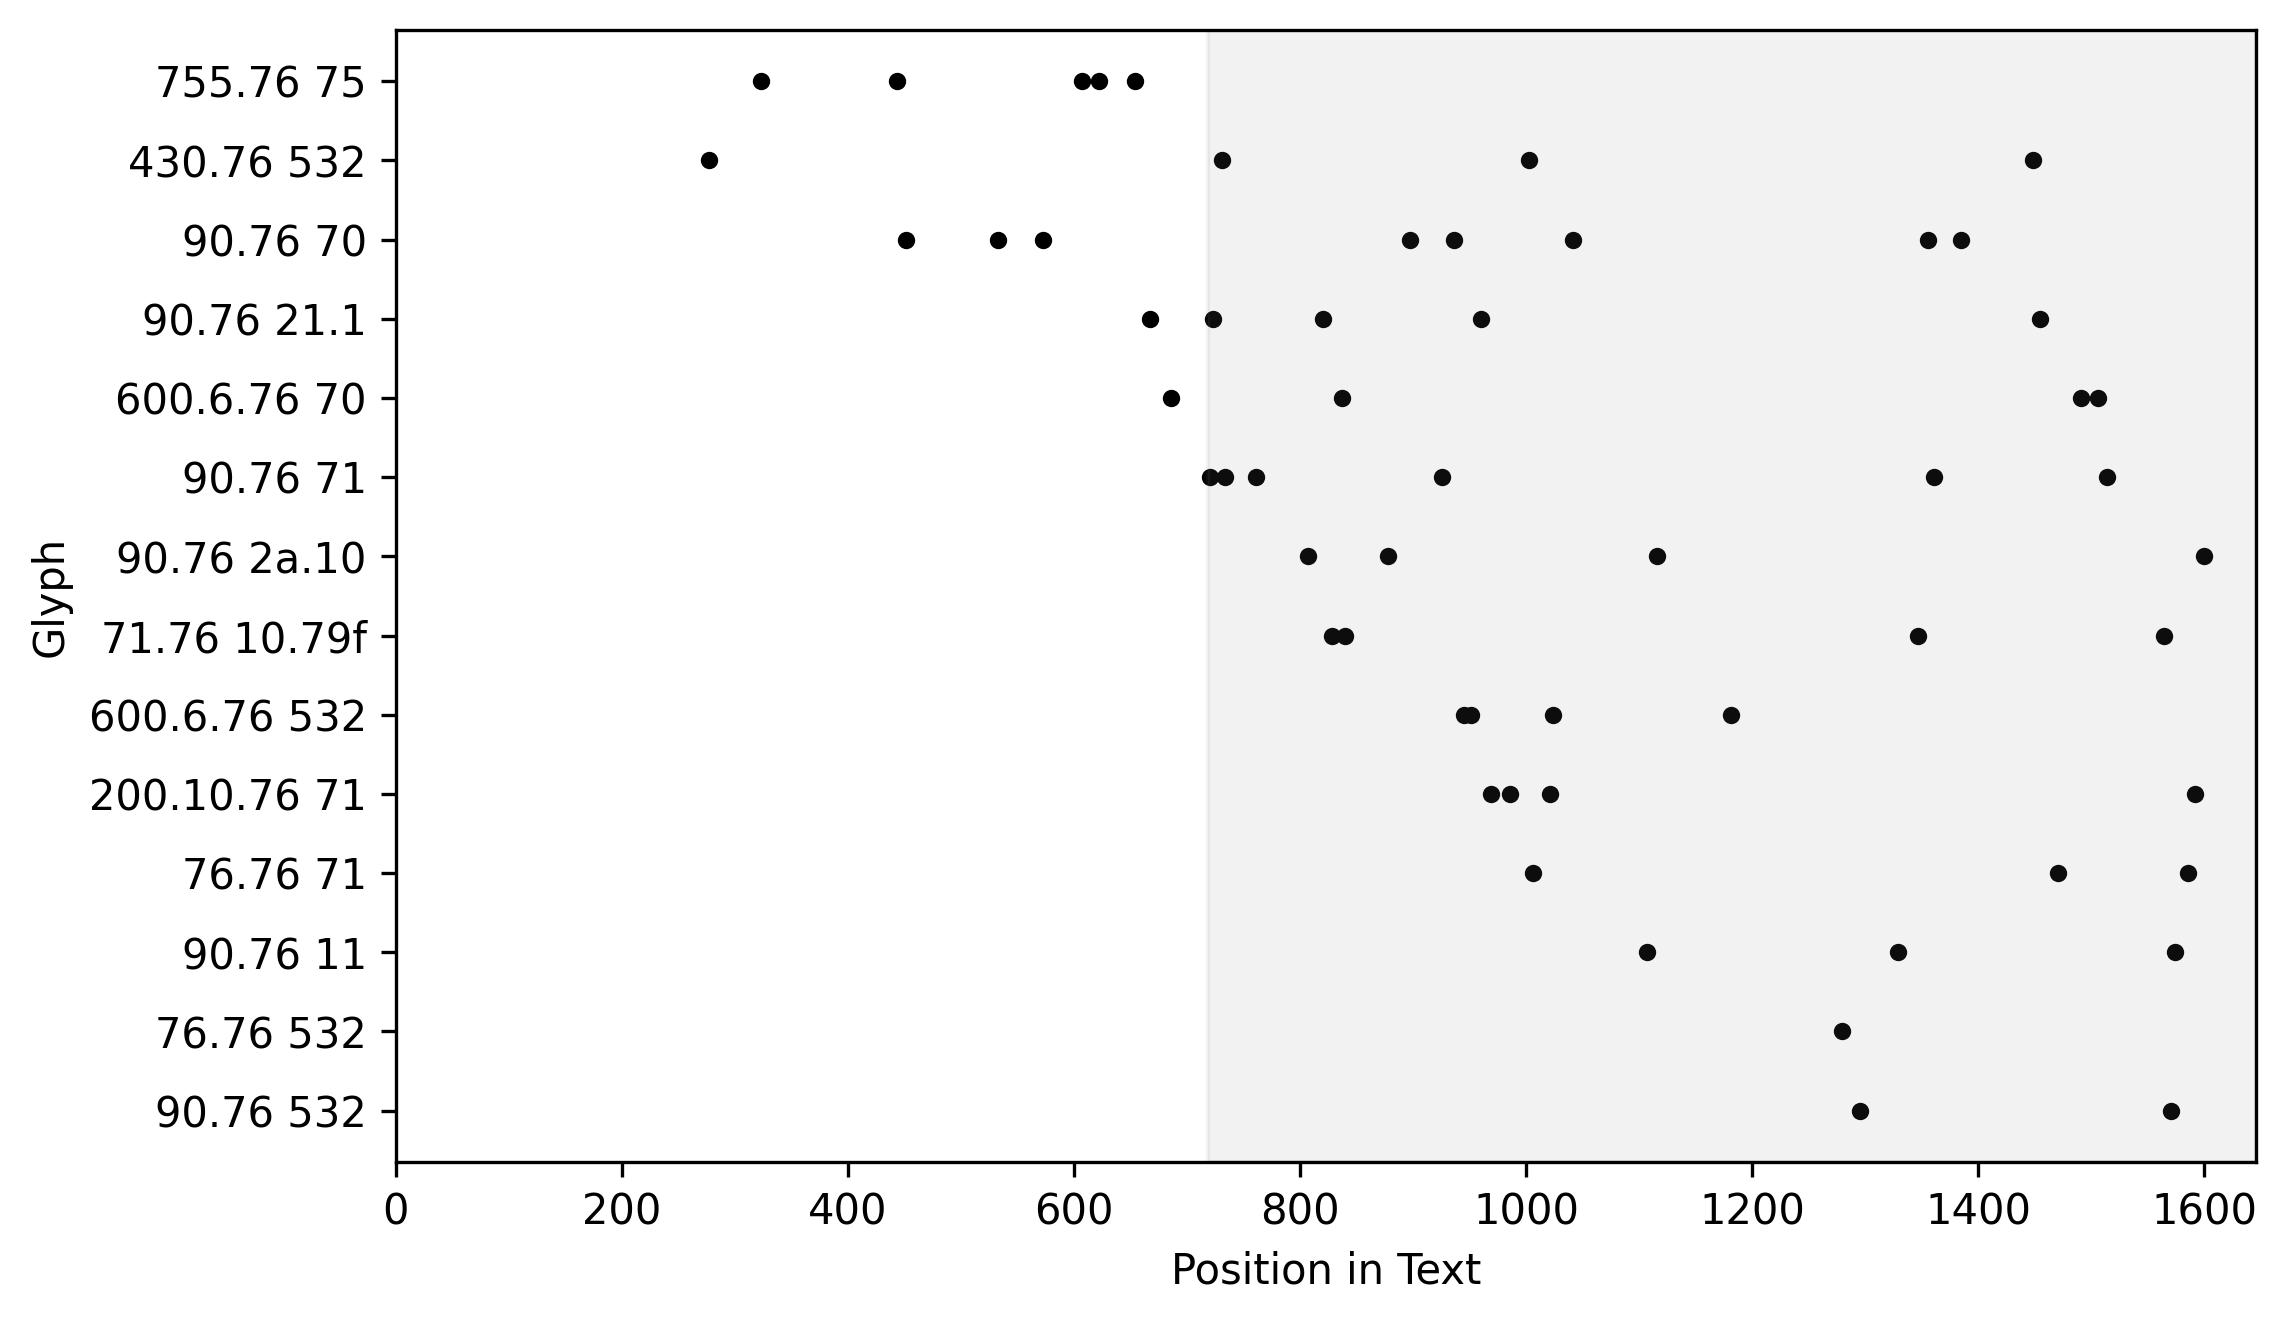 755.76 75
430.76 532
90.76 70
90.76 21.1
600.6.76 70
90.76 71
90.76 2a.10
71.76 10.79f
600.6.76 532
200.10.76 71
76.76 71
90.76 11
76.76 532
90.76 532
Glyph
0 200 400 600 800 1000 1200 1400 1600
Position in Text